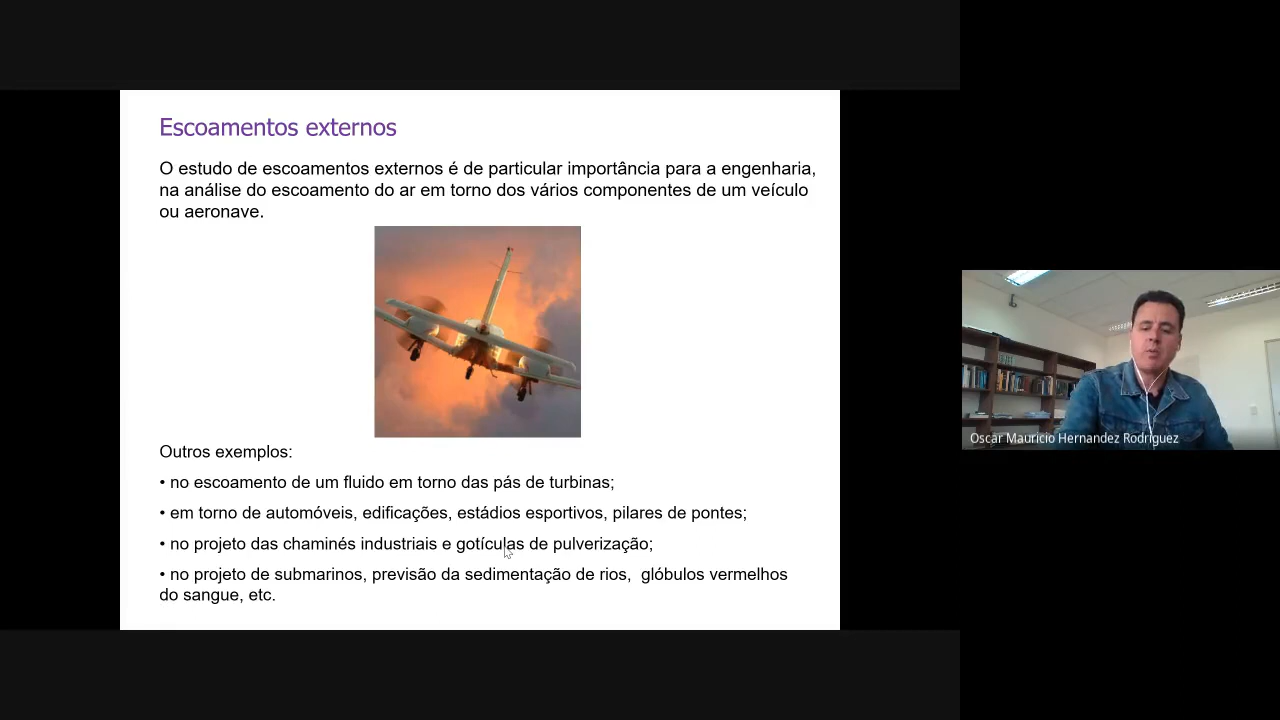 Escoamentos externos
O estudo de escoamentos externos é de particular importância para a engenharia,
na análise do escoamento do ar em torno dos vários componentes de um veículo
ou aeronave.
Outros exemplos:
• no escoamento de um fluido em torno das pás de turbinas;
• em torno de automóveis, edificações, estádios esportivos, pilares de pontes;
• no projeto das chaminés industriais e gotículas de pulverização;
• no projeto de submarinos, previsão da sedimentação de rios, glóbulos vermelhos
do sangue, etc.
Oscar Mauricio Hernandez Rodriguez